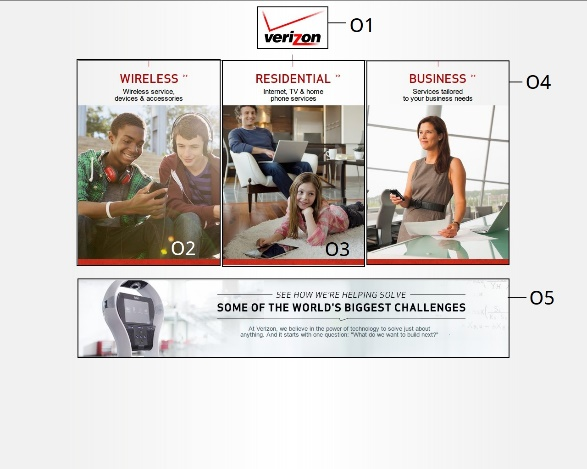 verizon
O1
WIRELESS "
Wireless service,
devices & accessories
RESIDENTIAL "
Internet, TV & home
phone services
BUSINESS "
Services tailored
to your business needs
O4
O2
O3
SEE HOW WE'RE HELPING SOLVE
SOME OF THE WORLD'S BIGGEST CHALLENGES
At Verizon, we believe in the power of technology to solve just about
anything. And it starts with one question: "What do we want to build next?"
O5